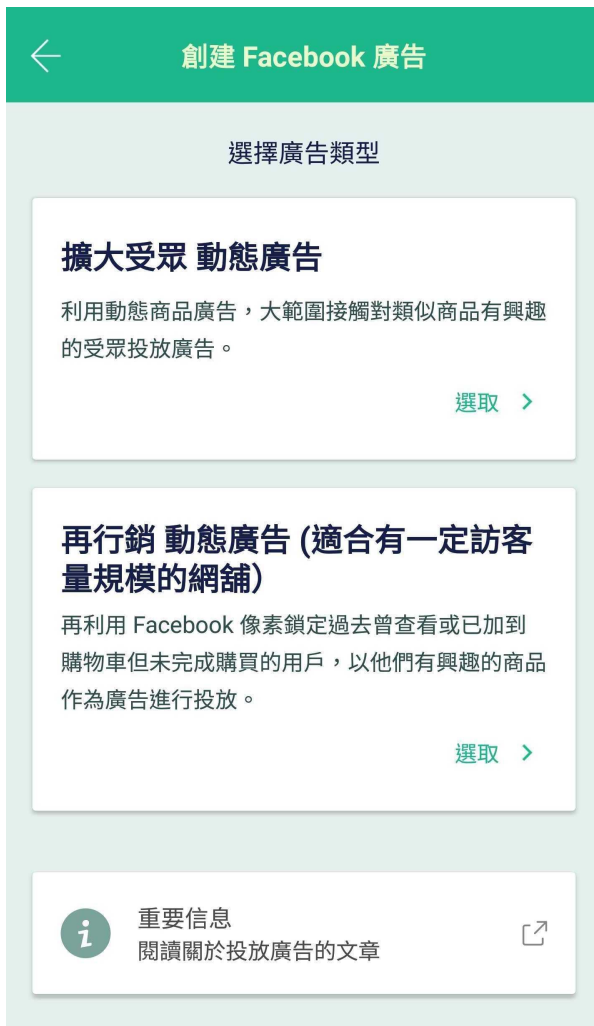 創建 Facebook 廣告
選擇廣告類型
擴大受眾 動態廣告
利用動態商品廣告，大範圍接觸對類似商品有興趣
的受眾投放廣告。
選取
再行銷 動態廣告 (適合有一定訪客
量規模的網舖）
再利用 Facebook 像素鎖定過去曾查看或已加到
購物車但未完成購買的用戶，以他們有興趣的商品
作為廣告進行投放。
選取
重要信息
閱讀關於投放廣告的文章